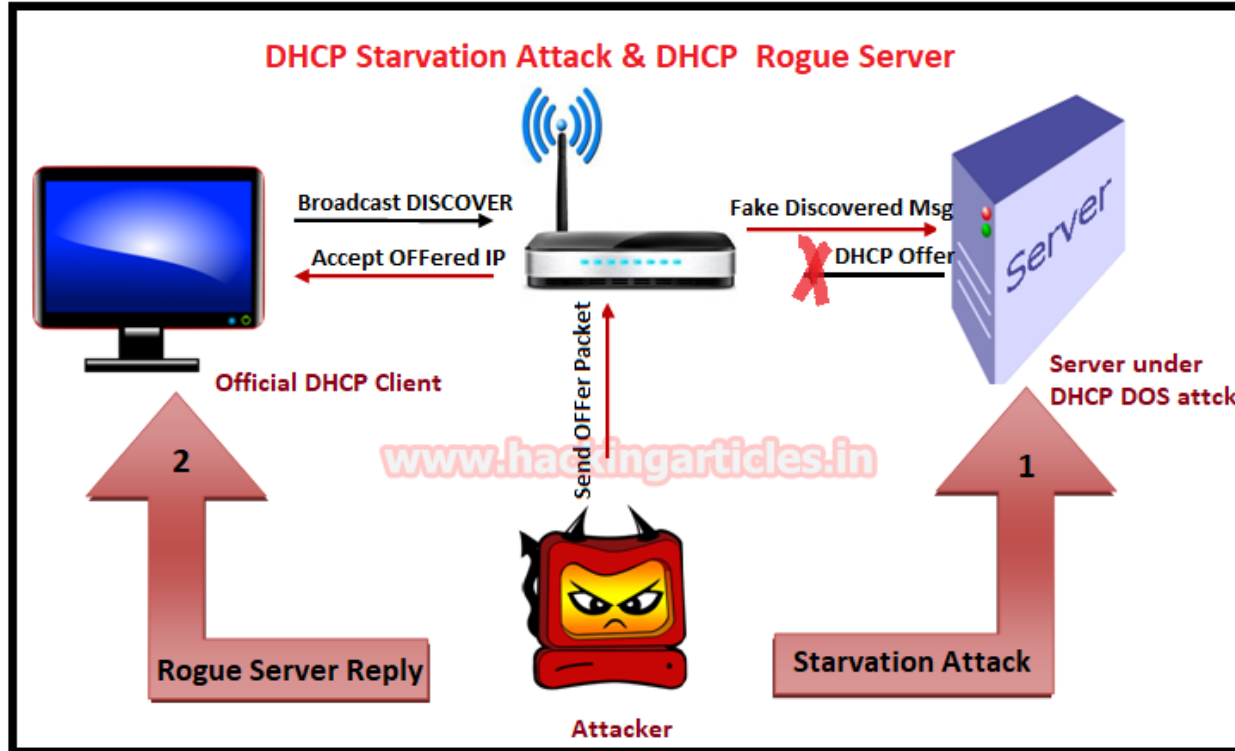 DHCP Starvation Attack & DHCP Rogue Server
Broadcast DISCOVER
Accept OFFered IP
Fake Discovered Msg
DHCP Offer
Server
Send OFFer Packet
Official DHCP Client
Server under
DHCP DOS attck
www.hackingarticles.in
2
1
Rogue Server Reply
Starvation Attack
Attacker